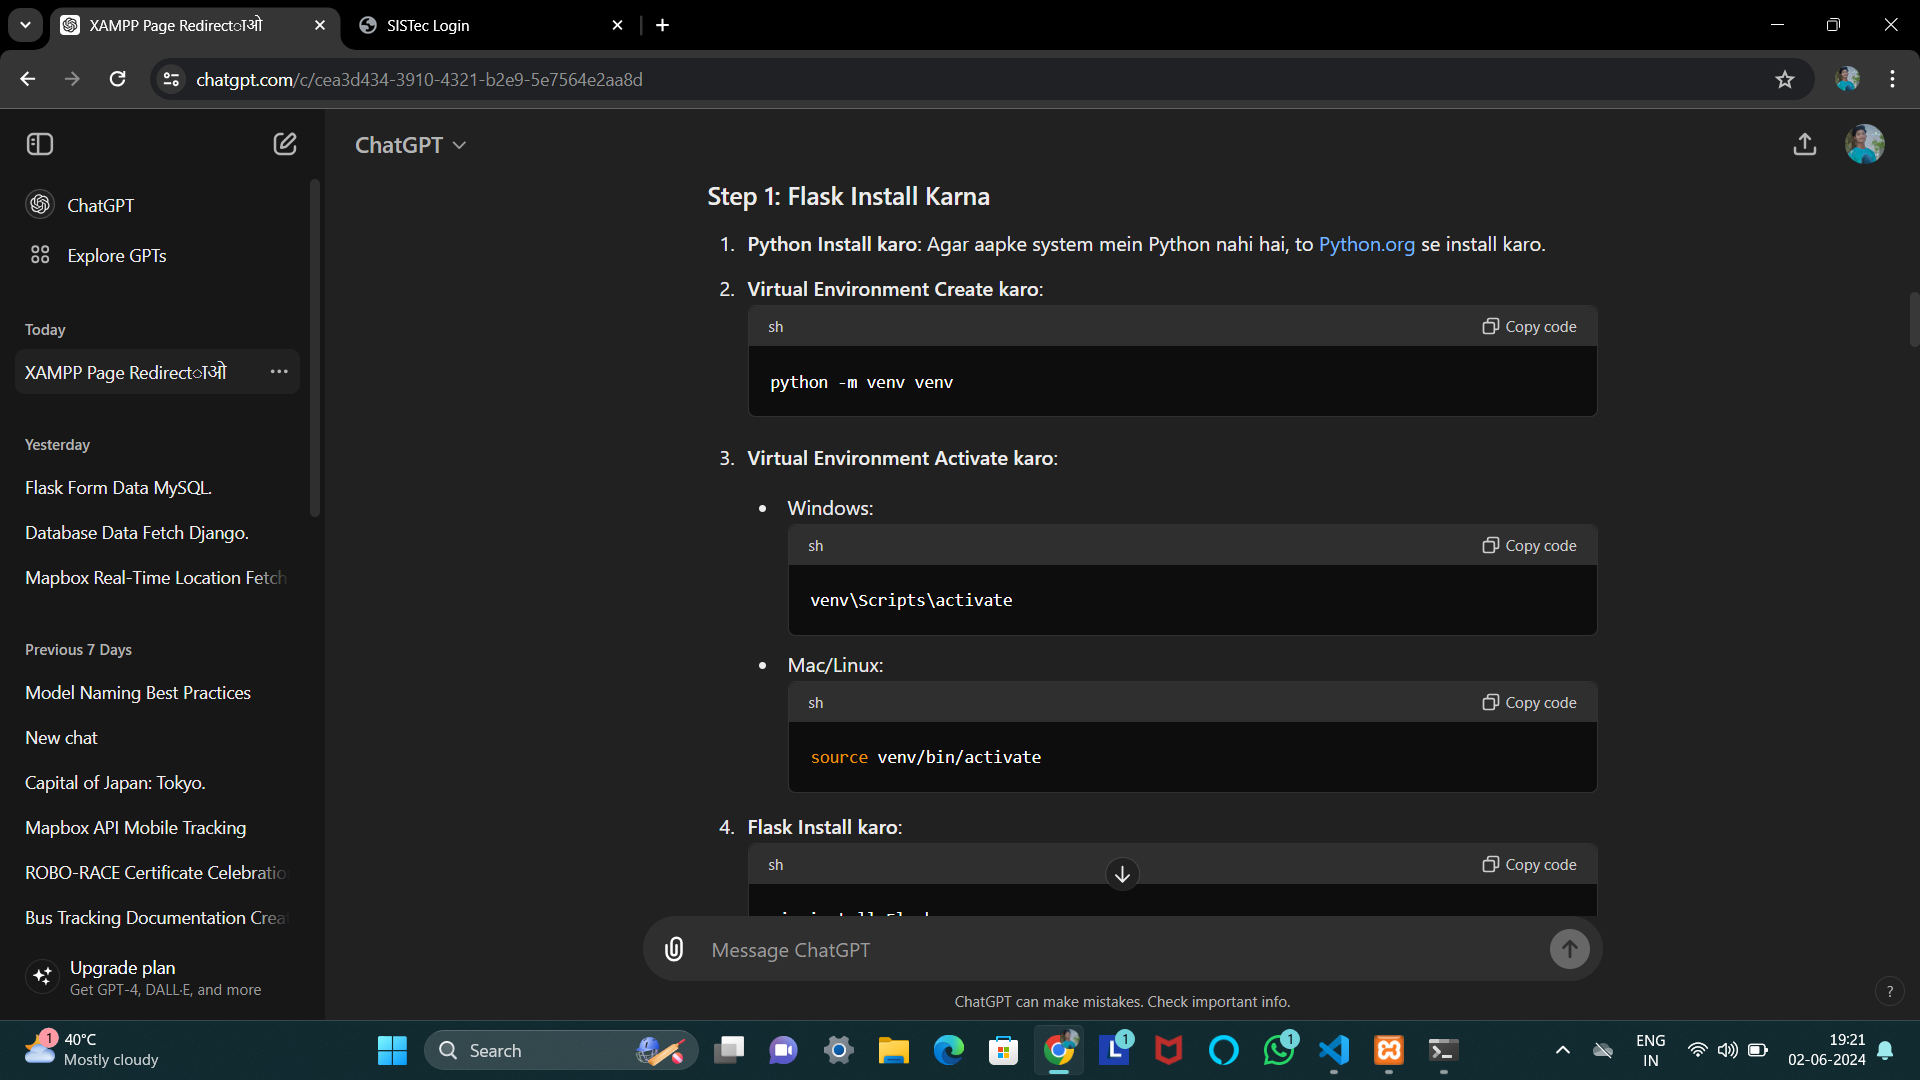 XAMPP Page Redirectाओ
SISTec Login
chatgpt.com/c/cea3d434-3910-4321-b2e9-5e7564e2aa8d
ChatGPT
Explore GPTs
Today
XAMPP Page Redirectाओ
Yesterday
Flask Form Data MySQL.
Database Data Fetch Django.
Mapbox Real-Time Location Fetch
Previous 7 Days
Model Naming Best Practices
New chat
Capital of Japan: Tokyo.
Mapbox API Mobile Tracking
ROBO-RACE Certificate Celebratio
Bus Tracking Documentation Crea
Upgrade plan
Get GPT-4, DALL·E, and more
ChatGPT
Step 1: Flask Install Karna
1. Python Install karo: Agar aapke system mein Python nahi hai, to Python.org se install karo.
2. Virtual Environment Create karo:
sh Copy code
python -m venv venv
3. Virtual Environment Activate karo:
• Windows:
sh Copy code
venv\Scripts\activate
• Mac/Linux:
sh Copy code
source venv/bin/activate
4. Flask Install karo:
sh Copy code
Message ChatGPT
ChatGPT can make mistakes. Check important info.
?
1
40°C
Mostly cloudy
Search
1
1
ENG
IN
19:21
02-06-2024